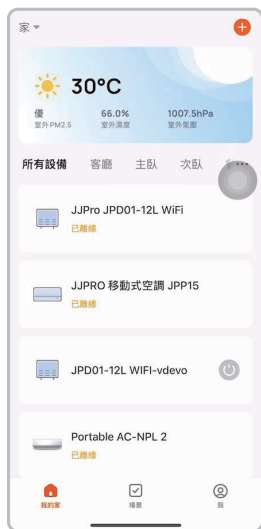 家
30°C
優 66.0% 1007.5hPa
室外 PM2.5 室外濕度 室外氣壓
所有設備 客廳 主臥 次臥
JJPro JPD01-12L WiFi
已離線
JJPRO 移動式空調 JPP15
已離線
JPD01-12L WIFI-vdevo
Portable AC-NPL 2
已離線
我的家 場景 我